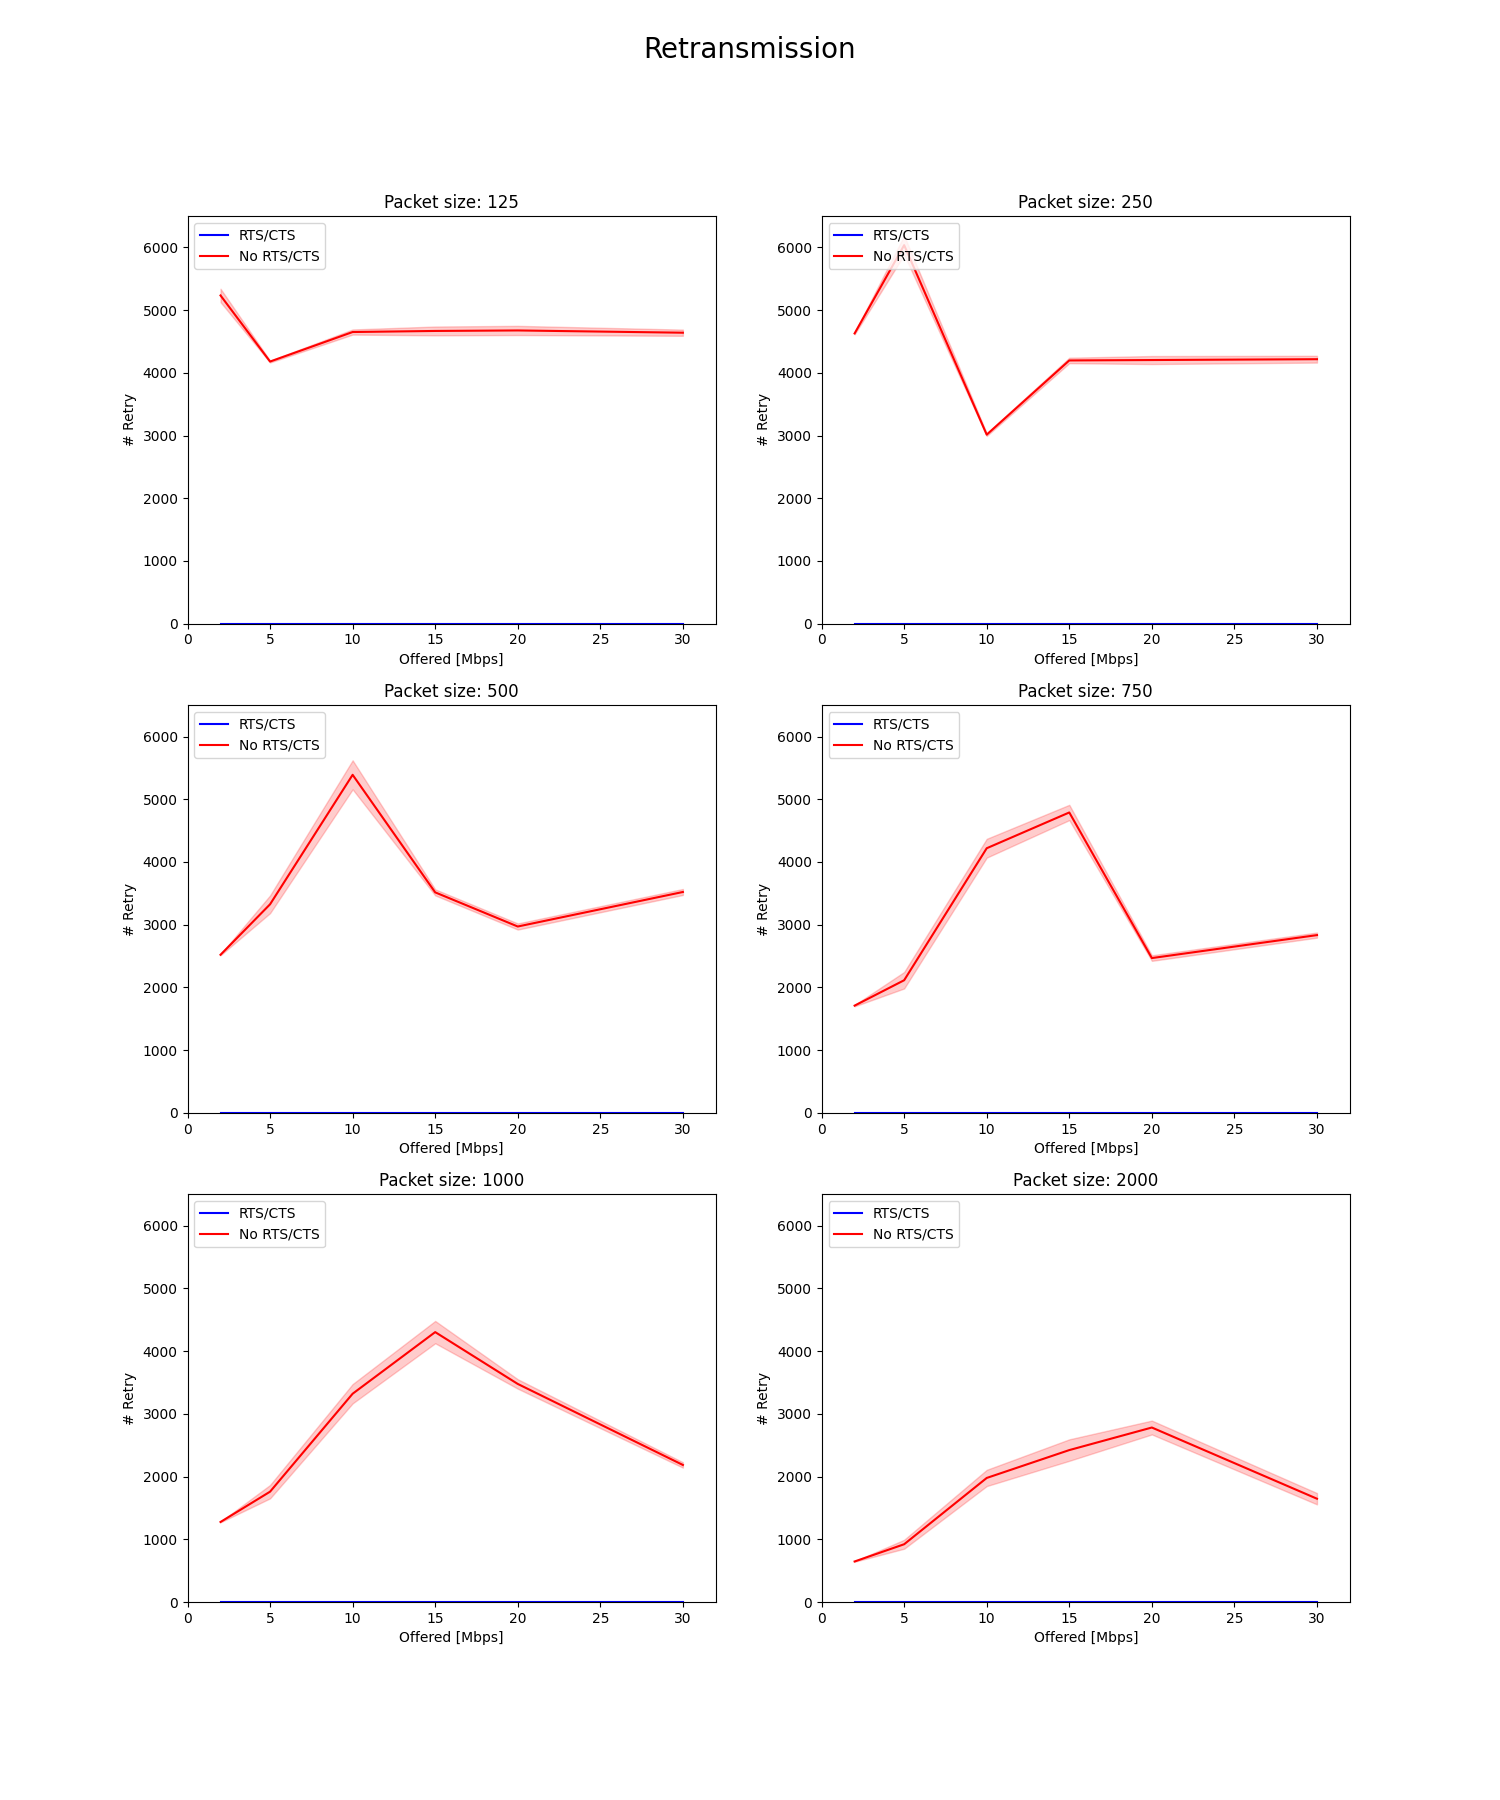 Retransmission
Packet size: 125
RTS/CTS
No RTS/CTS
# Retry
6000
5000
4000
3000
2000
1000
0
0 5 10 15 20 25 30
Offered [Mbps]
Packet size: 250
RTS/CTS
No RTS/CTS
# Retry
6000
5000
4000
3000
2000
1000
0
0 5 10 15 20 25 30
Offered [Mbps]
Packet size: 500
RTS/CTS
No RTS/CTS
# Retry
6000
5000
4000
3000
2000
1000
0
0 5 10 15 20 25 30
Offered [Mbps]
Packet size: 750
RTS/CTS
No RTS/CTS
# Retry
6000
5000
4000
3000
2000
1000
0
0 5 10 15 20 25 30
Offered [Mbps]
Packet size: 1000
RTS/CTS
No RTS/CTS
# Retry
6000
5000
4000
3000
2000
1000
0
0 5 10 15 20 25 30
Offered [Mbps]
Packet size: 2000
RTS/CTS
No RTS/CTS
# Retry
6000
5000
4000
3000
2000
1000
0
0 5 10 15 20 25 30
Offered [Mbps]